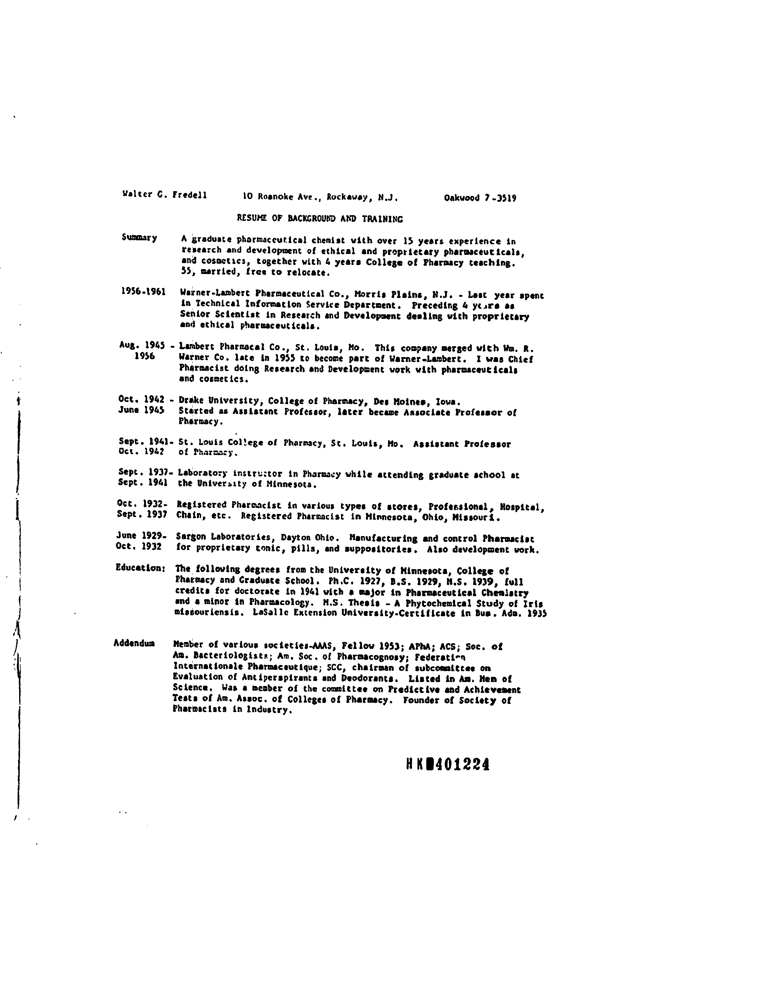 Walter G. Fredell 10 Roanoke Ave., Rockaway, N.J. Oakwood 7-3519
RESUME OF BACKGROUND AND TRAINING
Summary A graduate pharmaceutical chemist with over 15 years experience in
research and development of ethical and proprietary pharmaceuticals,
and cosmetics, together with 4 years College of Pharmacy teaching.
55, married, free to relocate.
1956-1961 Warner-Lambert Pharmaceutical Co., Morris Plains, N.J. - Last year spent
in Technical Information Service Department. Preceding 4 years as
Senior Scientist in Research and Development dealing with proprietary
and ethical pharmaceuticals.
Aug. 1945 - Lambert Pharmacal Co., St. Louis, Mo. This company merged with Wm. R.
1956 Warner Co. late in 1955 to become part of Warner-Lambert. I was Chief
Pharmacist doing Research and Development work with pharmaceuticals
and cosmetics.
Oct. 1942 - Drake University, College of Pharmacy, Des Moines, Iowa.
June 1945 Started as Assistant Professor, later became Associate Professor of
Pharmacy.
Sept. 1941- St. Louis College of Pharmacy, St. Louis, Mo. Assistant Professor
Oct. 1942 of Pharmacy.
Sept. 1937- Laboratory instructor in Pharmacy while attending graduate school at
Sept. 1941 the University of Minnesota.
Oct. 1932- Registered Pharmacist in various types of stores, Professional, Hospital,
Sept. 1937 Chain, etc. Registered Pharmacist in Minnesota, Ohio, Missouri.
June 1929- Sargon Laboratories, Dayton Ohio. Manufacturing and control Pharmacist
Oct. 1932 for proprietary tonic, pills, and suppositories. Also development work.
Education: The following degrees from the University of Minnesota, College of
Pharmacy and Graduate School. Ph.C. 1927, B.S. 1929, M.S. 1939, full
credits for doctorate in 1941 with a major in Pharmaceutical Chemistry
and a minor in Pharmacology. M.S. Thesis - A Phytochemical Study of Iris
missouriensis. LaSalle Extension University-Certificate in Bus. Adm. 1935
Addendum Member of various societies-AAAS, Fellow 1953; APhA; ACS; Soc. of
Am. Bacteriologists; Am. Soc. of Pharmacognosy; Federation
Internationale Pharmaceutique; SCC, chairman of subcommittee on
Evaluation of Antiperspirants and Deodorants. Listed in Am. Men of
Science. Was a member of the committee on Predictive and Achievement
Tests of Am. Assoc. of Colleges of Pharmacy. Founder of Society of
Pharmacists in Industry.